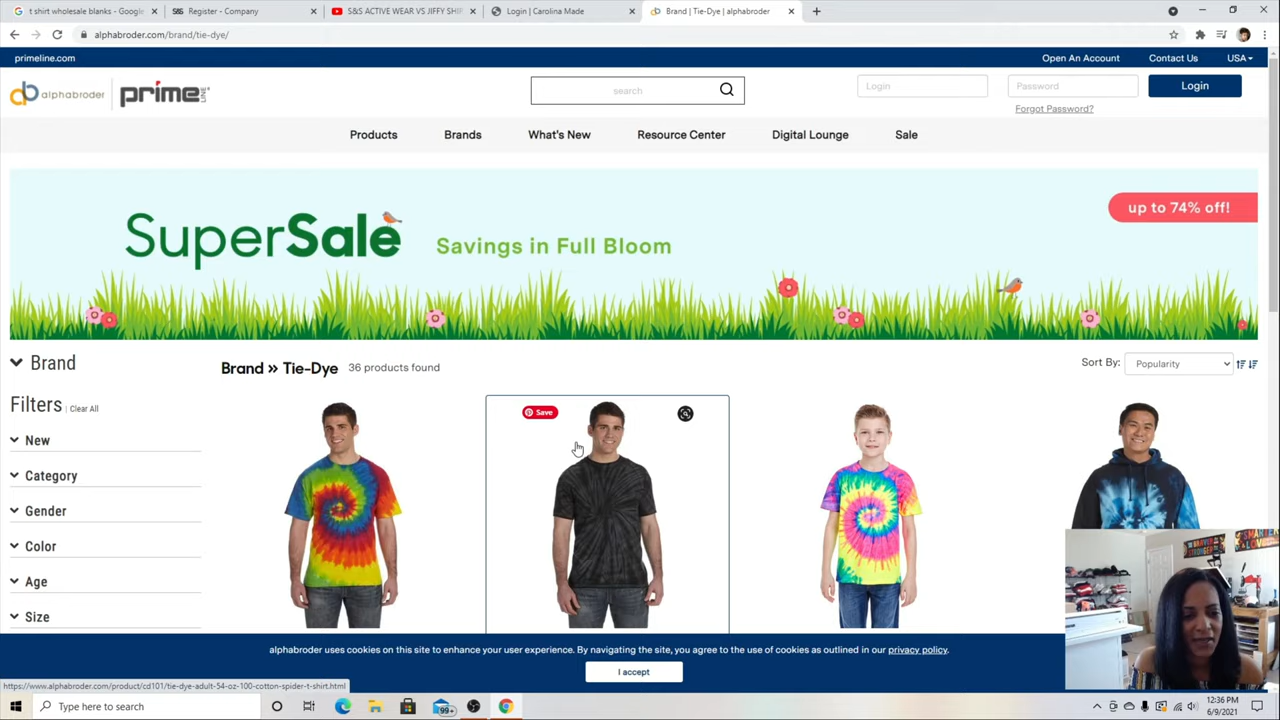 t shirt wholesale blanks - Google
S&S Register - Company
S&S ACTIVE WEAR VS JIFFY SHIR
Login | Carolina Made
Brand | Tie-Dye | alphabroder
alphabroder.com/brand/tie-dye/
primeline.com
Open An Account
Contact Us
USA
alphabroder
prime LINE
search
Login
Password
Login
Forgot Password?
Products
Brands
What's New
Resource Center
Digital Lounge
Sale
SuperSale
Savings in Full Bloom
up to 74% off!
Brand
Brand » Tie-Dye 36 products found
Sort By: Popularity
Filters | Clear All
Save
New
Category
Gender
Color
Age
Size
alphabroder uses cookies on this site to enhance your user experience. By navigating the site, you agree to the use of cookies as outlined in our privacy policy.
I accept
https://www.alphabroder.com/product/cd101/tie-dye-adult-54-oz-100-cotton-spider-t-shirt.html
Type here to search
99+
12:36 PM
6/9/2021